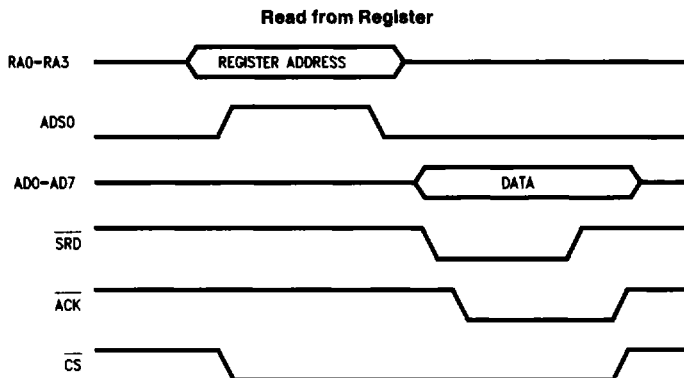 Read from Register
RA0-RA3
REGISTER ADDRESS
ADS0
AD0-AD7
DATA
SRD
ACK
CS